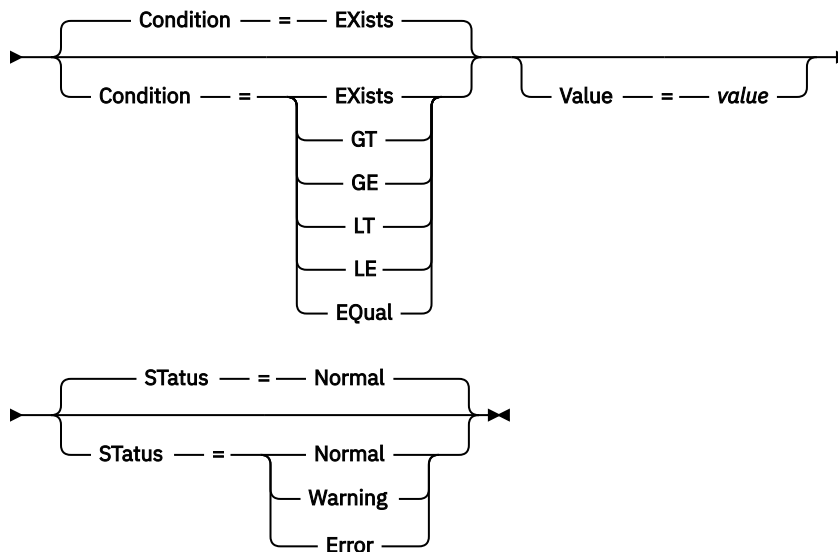 Condition = EXists
Condition = EXists Value = value
GT
GE
LT
LE
EQual
STatus = Normal
STatus = Normal
Warning
Error